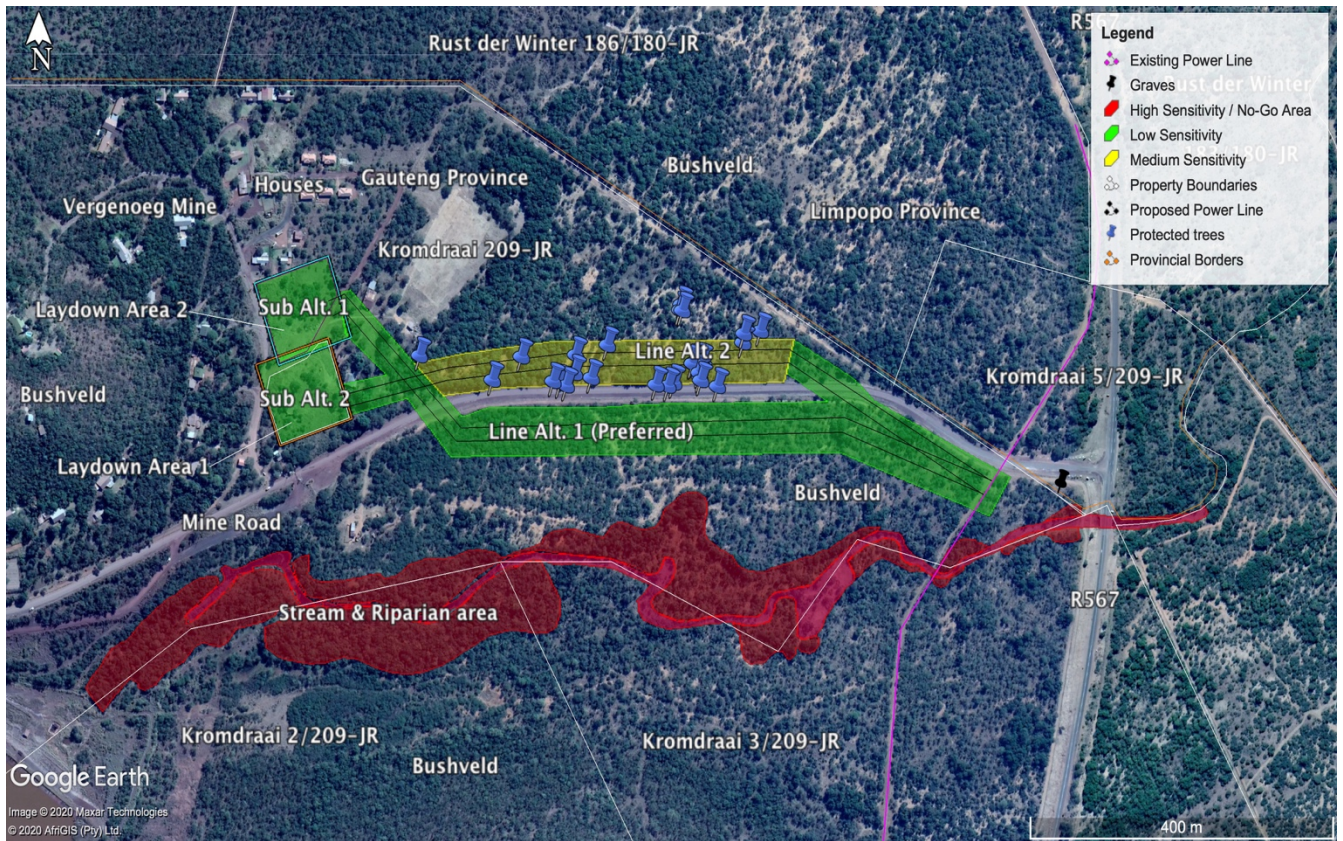 N
Rust der Winter 186/180-JR
R567
Legend
Existing Power Line
Graves
High Sensitivity / No-Go Area
Low Sensitivity
Medium Sensitivity
Property Boundaries
Proposed Power Line
Protected trees
Provincial Borders
Rust der Winter
/180-JR
Bushveld
Houses
Gauteng Province
Vergenoeg Mine
Limpopo Province
Kromdraai 209-JR
Laydown Area 2
Sub Alt. 1
Line Alt. 2
Kromdraai 5/209-JR
Bushveld
Sub Alt. 2
Line Alt. 1 (Preferred)
Laydown Area 1
Bushveld
Mine Road
R567
Stream & Riparian area
Kromdraai 2/209-JR
Kromdraai 3/209-JR
Bushveld
Google Earth
Image © 2020 Maxar Technologies
© 2020 AfriGIS (Pty) Ltd.
400 m